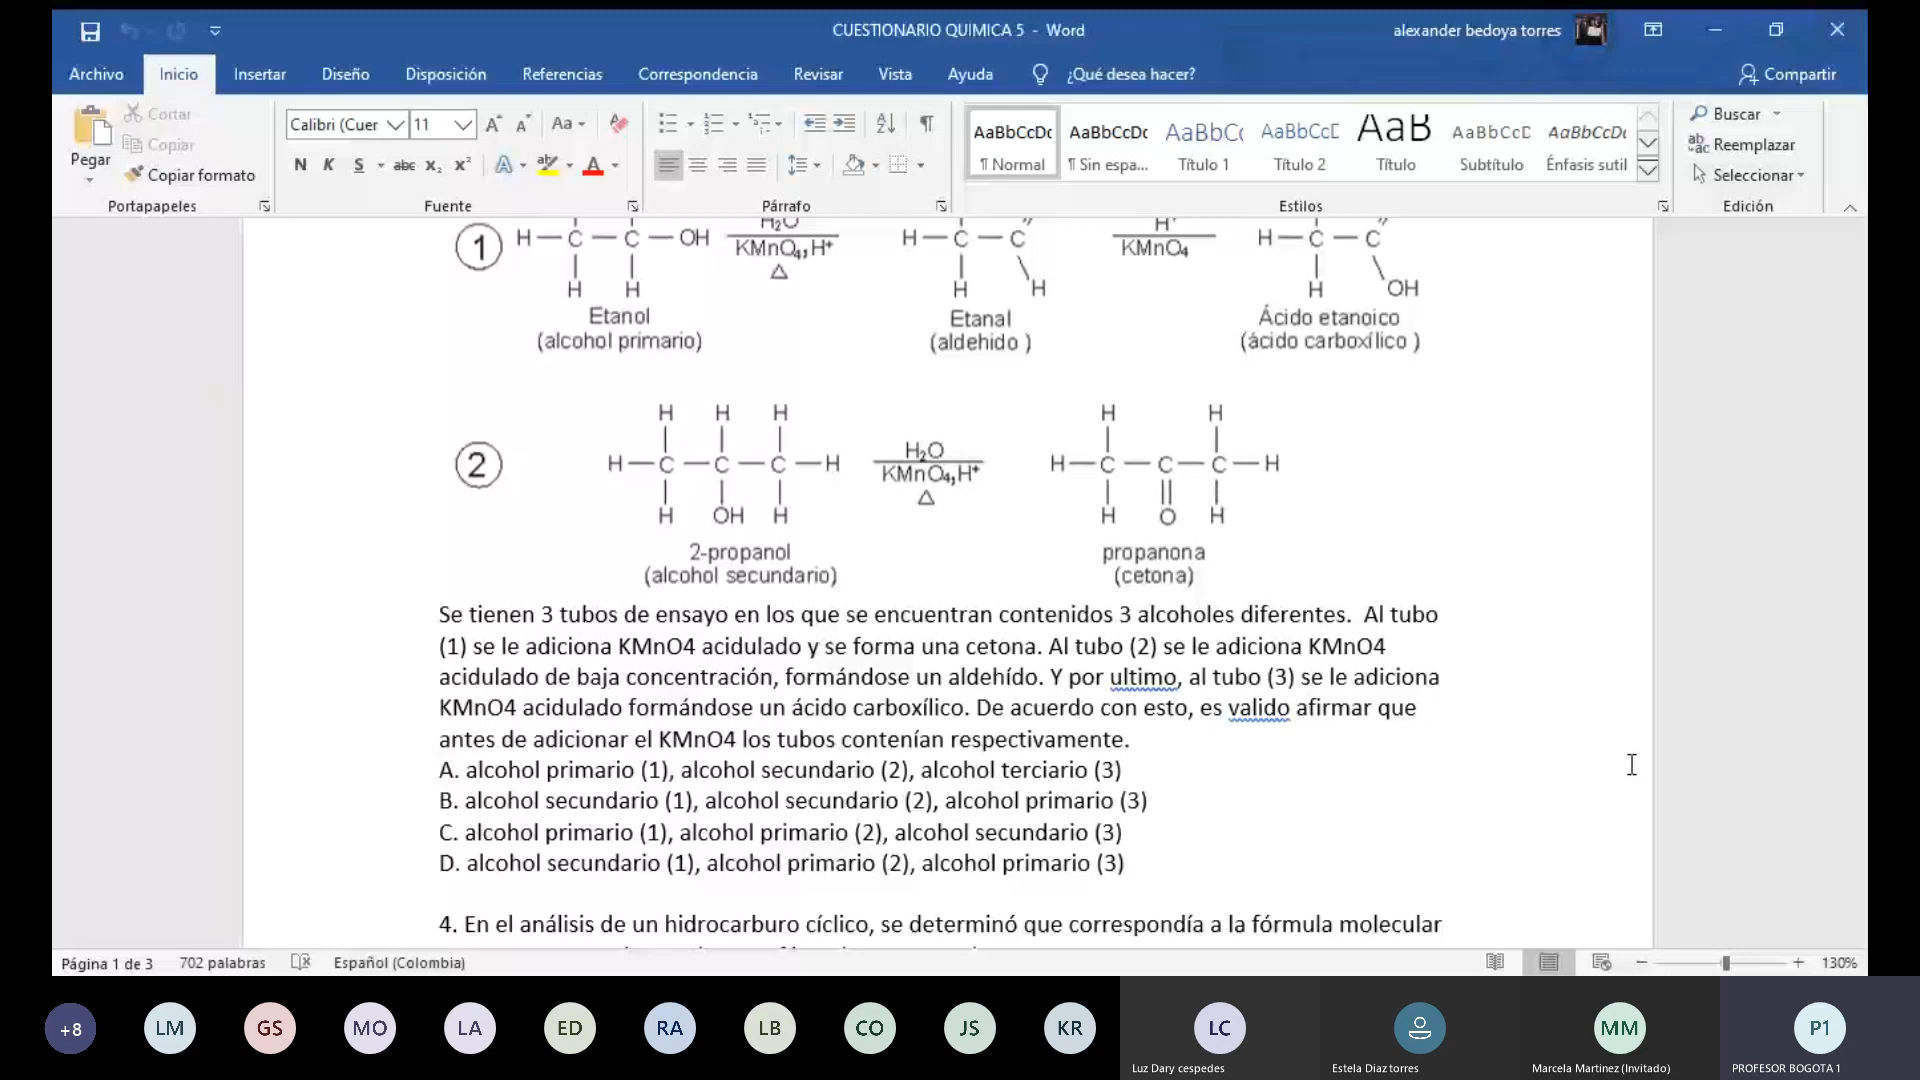 CUESTIONARIO QUIMICA 5 - Word
alexander bedoya torres
Archivo Inicio Insertar Diseño Disposición Referencias Correspondencia Revisar Vista Ayuda ¿Qué desea hacer? Compartir
Pegar
Cortar
Copiar
Copiar formato
Portapapeles
Calibri (Cuer 11
Aa
N K S abc x₂ x² A ab A
Fuente
Párrafo
AaBbCcDc AaBbCcDc AaBbC( AaBbCcE AaB AaBbCcD AaBbCcDt
¶ Normal ¶ Sin espa... Título 1 Título 2 Título Subtítulo Énfasis sutil
Estilos
Buscar
Reemplazar
Seleccionar
Edición
1 H—C—C—OH H₂O KMnO₄, H⁺ △ H—C—C H⁺ KMnO₄ H—C—C
H H H H H OH
Etanol Etanal Ácido etanoico
(alcohol primario) (aldehido ) (ácido carboxílico )
H H H H H
2 H—C—C—C—H H₂O KMnO₄, H⁺ △ H—C—C—C—H
H OH H H O H
2-propanol propanona
(alcohol secundario) (cetona)
Se tienen 3 tubos de ensayo en los que se encuentran contenidos 3 alcoholes diferentes. Al tubo
(1) se le adiciona KMnO4 acidulado y se forma una cetona. Al tubo (2) se le adiciona KMnO4
acidulado de baja concentración, formándose un aldehído. Y por ultimo, al tubo (3) se le adiciona
KMnO4 acidulado formándose un ácido carboxílico. De acuerdo con esto, es valido afirmar que
antes de adicionar el KMnO4 los tubos contenían respectivamente.
A. alcohol primario (1), alcohol secundario (2), alcohol terciario (3)
B. alcohol secundario (1), alcohol secundario (2), alcohol primario (3)
C. alcohol primario (1), alcohol primario (2), alcohol secundario (3)
D. alcohol secundario (1), alcohol primario (2), alcohol primario (3)
4. En el análisis de un hidrocarburo cíclico, se determinó que correspondía a la fórmula molecular
Página 1 de 3 702 palabras Español (Colombia) 130%
+8 LM GS MO LA ED RA LB CO JS KR LC MM P1
Luz Dary cespedes Estela Diaz torres Marcela Martinez (Invitado) PROFESOR BOGOTA 1